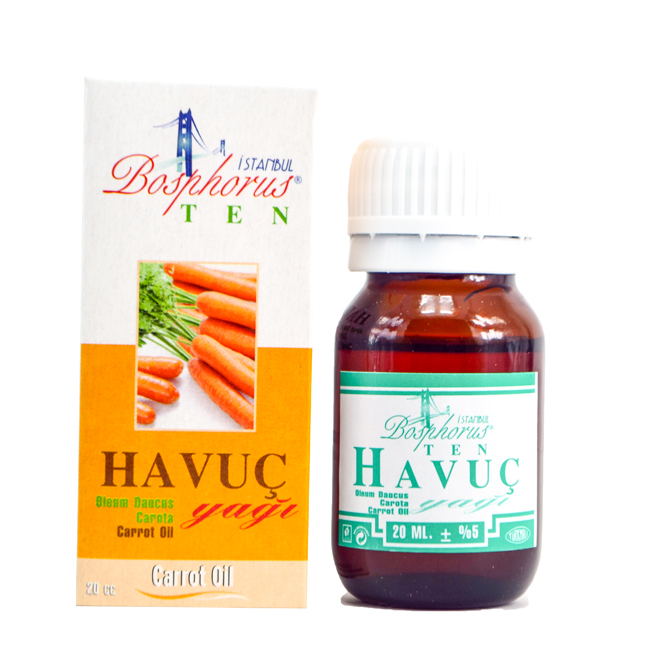 İSTANBUL
Bosphorus®
TEN
HAVUÇ
yağı
Oleum Daucus
Carota
Carrot Oil
Carrot Oil
20 cc
İSTANBUL
Bosphorus®
TEN
HAVUÇ
yağı
Oleum Daucus
Carota
Carrot Oil
20 ML. ± %5